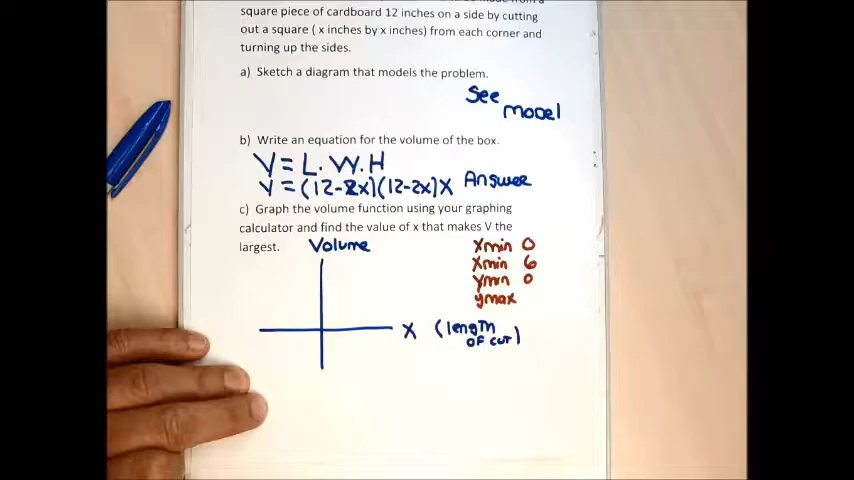 square piece of cardboard 12 inches on a side by cutting
out a square ( x inches by x inches) from each corner and
turning up the sides.
a) Sketch a diagram that models the problem.
See
model
b) Write an equation for the volume of the box.
V = L . W . H
V = (12-2x)(12-2x)X Answer
c) Graph the volume function using your graphing
calculator and find the value of x that makes V the
largest.
Volume
Xmin 0
Xmin 6
ymin 0
ymax
X (length
OF cut)